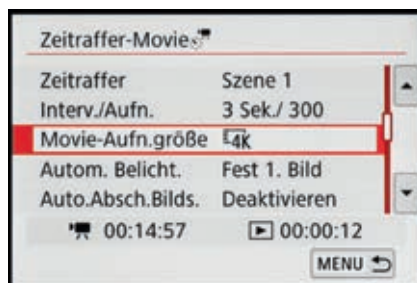 Zeitraffer-Movie
Zeitraffer Szene 1
Interv./Aufn. 3 Sek./ 300
Movie-Aufn.größe 4K
Autom. Belicht. Fest 1. Bild
Auto.Absch.Bilds. Deaktivieren
00:14:57 00:00:12
MENU